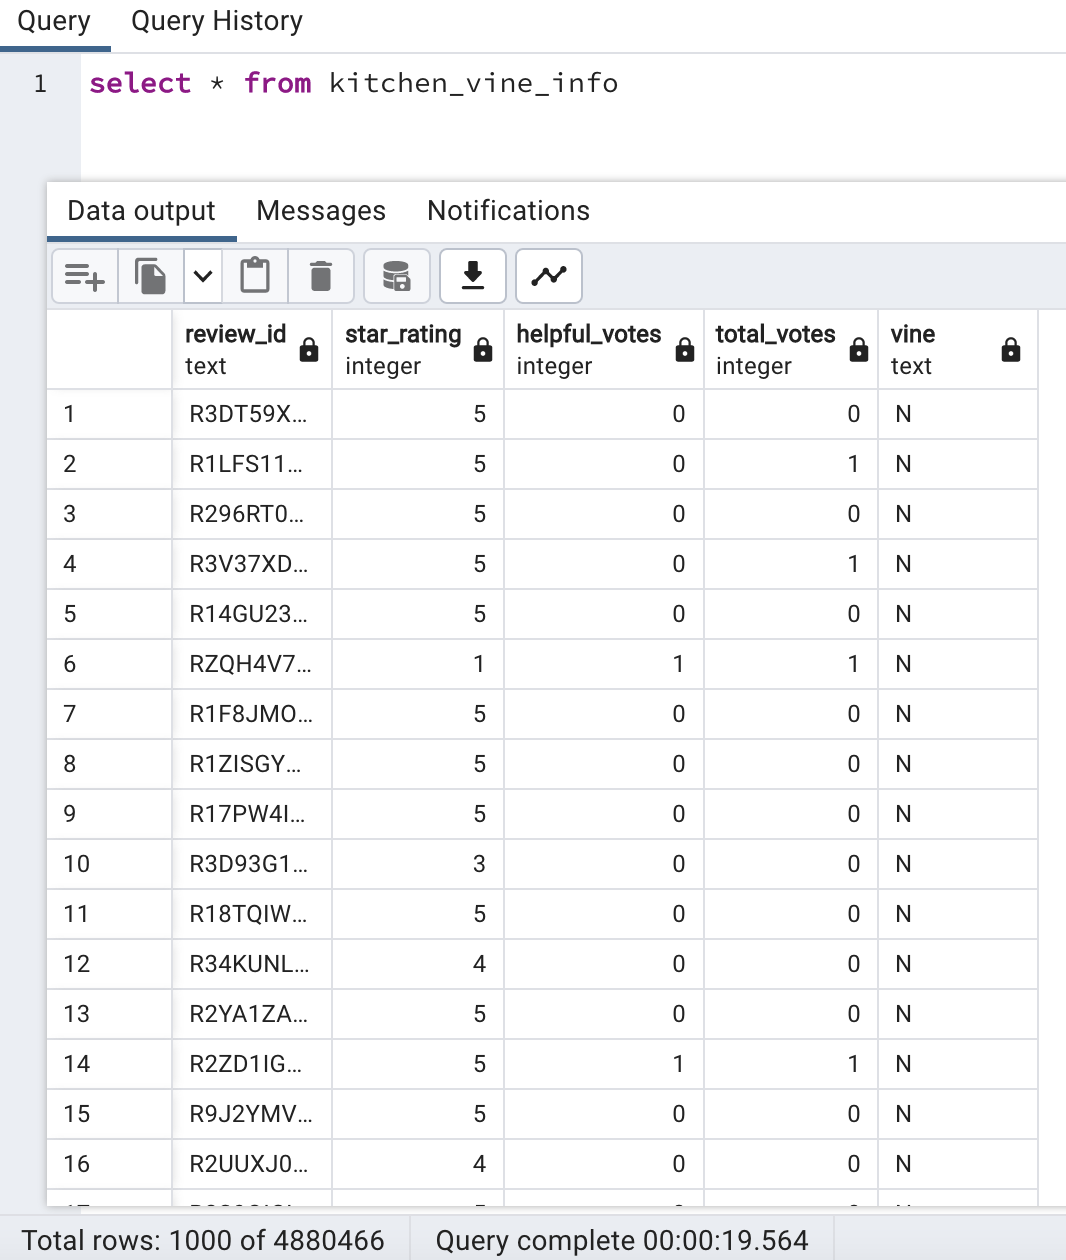 Query Query History
1 select * from kitchen_vine_info
Data output Messages Notifications
review_id star_rating helpful_votes total_votes vine
text integer integer integer text
1 R3DT59X... 5 0 0 N
2 R1LFS11... 5 0 1 N
3 R296RT0... 5 0 0 N
4 R3V37XD... 5 0 1 N
5 R14GU23... 5 0 0 N
6 RZQH4V7... 1 1 1 N
7 R1F8JMO... 5 0 0 N
8 R1ZISGY... 5 0 0 N
9 R17PW4I... 5 0 0 N
10 R3D93G1... 3 0 0 N
11 R18TQIW... 5 0 0 N
12 R34KUNL... 4 0 0 N
13 R2YA1ZA... 5 0 0 N
14 R2ZD1IG... 5 1 1 N
15 R9J2YMV... 5 0 0 N
16 R2UUXJ0... 4 0 0 N
Total rows: 1000 of 4880466 Query complete 00:00:19.564